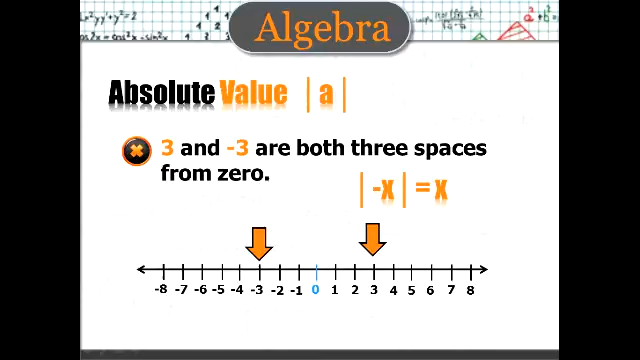 Algebra
Absolute Value | a |
3 and -3 are both three spaces
from zero.
| -x | = x
-8 -7 -6 -5 -4 -3 -2 -1 0 1 2 3 4 5 6 7 8